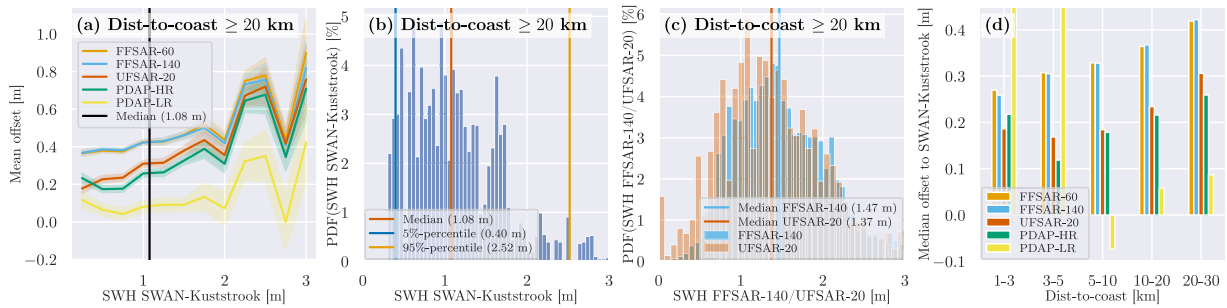 (a) Dist-to-coast ≥ 20 km
Mean offset [m]
1.0
0.8
0.6
0.4
0.2
0.0
−0.2
FFSAR-60
FFSAR-140
UFSAR-20
PDAP-HR
PDAP-LR
Median (1.08 m)
1 2 3
SWH SWAN-Kuststrook [m]
(b) Dist-to-coast ≥ 20 km
PDF(SWH SWAN-Kuststrook) [%]
5
4
3
2
1
0
Median (1.08 m)
5%-percentile (0.40 m)
95%-percentile (2.52 m)
0 1 2 3
SWH SWAN-Kuststrook [m]
(c) Dist-to-coast ≥ 20 km
PDF(SWH FFSAR-140/UFSAR-20) [%]
6
5
4
3
2
1
0
Median FFSAR-140 (1.47 m)
Median UFSAR-20 (1.37 m)
FFSAR-140
UFSAR-20
0 1 2 3
SWH FFSAR-140/UFSAR-20 [m]
(d)
Median offset to SWAN-Kuststrook [m]
0.4
0.3
0.2
0.1
0.0
−0.1
FFSAR-60
FFSAR-140
UFSAR-20
PDAP-HR
PDAP-LR
1-3 3-5 5-10 10-20 20-30
Dist-to-coast [km]